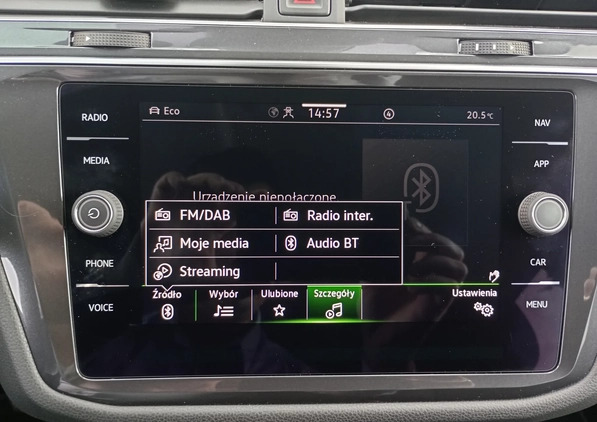 RADIO
MEDIA
PHONE
VOICE
Eco
14:57
4
20.5°C
Urządzenie niepołączone
FM/DAB
Radio inter.
Moje media
Audio BT
Streaming
Źródło
Wybór
Ulubione
Szczegóły
Ustawienia
NAV
APP
CAR
MENU